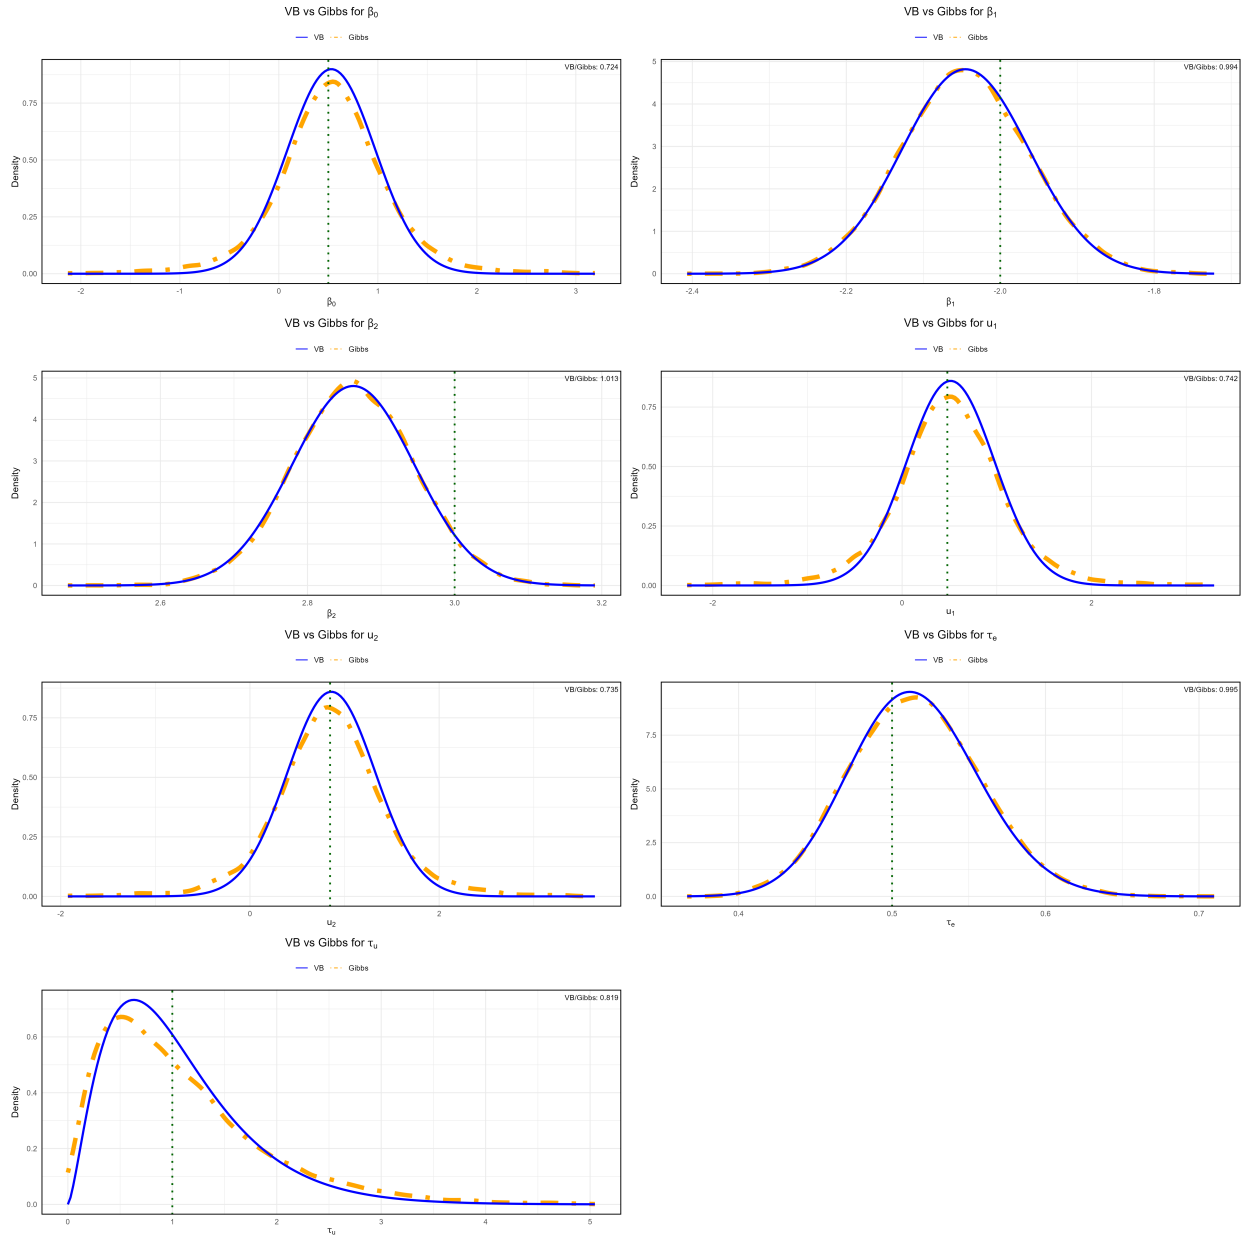 VB vs Gibbs for β₀
VB Gibbs
VB/Gibbs: 0.724
Density
0.75
0.50
0.25
0.00
-2 -1 0 1 2 3
β₀
VB vs Gibbs for β₁
VB Gibbs
VB/Gibbs: 0.994
Density
5
4
3
2
1
0
-2.4 -2.2 -2.0 -1.8
β₁
VB vs Gibbs for β₂
VB Gibbs
VB/Gibbs: 1.013
Density
5
4
3
2
1
0
2.6 2.8 3.0 3.2
β₂
VB vs Gibbs for u₁
VB Gibbs
VB/Gibbs: 0.742
Density
0.75
0.50
0.25
0.00
-2 0 2
u₁
VB vs Gibbs for u₂
VB Gibbs
VB/Gibbs: 0.735
Density
0.75
0.50
0.25
0.00
-2 0 2
u₂
VB vs Gibbs for τₑ
VB Gibbs
VB/Gibbs: 0.995
Density
7.5
5.0
2.5
0.0
0.4 0.5 0.6 0.7
τₑ
VB vs Gibbs for τᵤ
VB Gibbs
VB/Gibbs: 0.819
Density
0.6
0.4
0.2
0.0
0 1 2 3 4 5
τᵤ